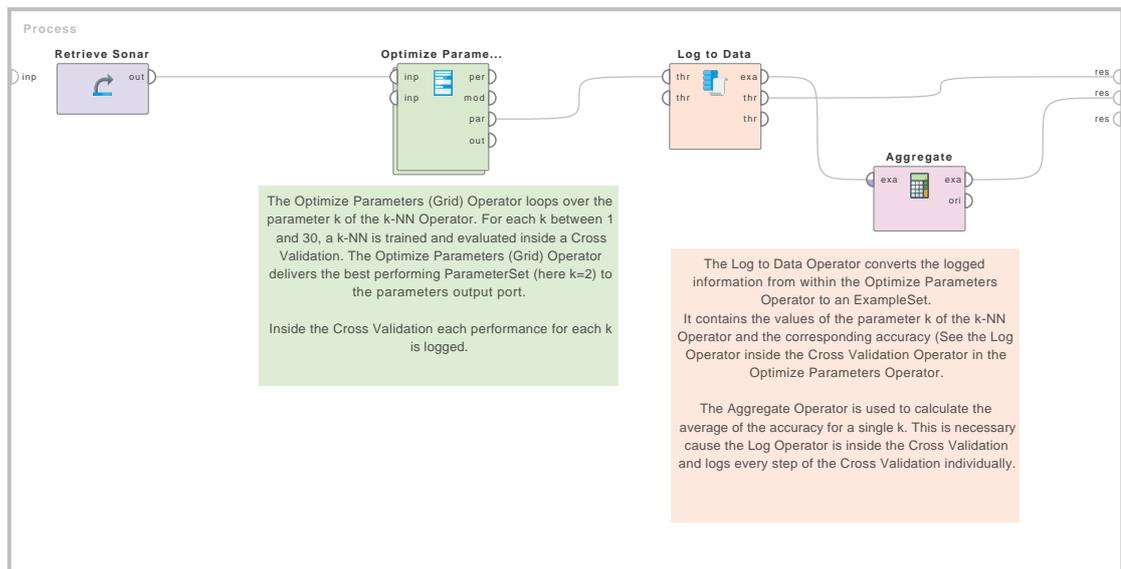 Process
Retrieve Sonar
inp
out
Optimize Parame...
inp
inp
per
mod
par
out
Log to Data
thr
thr
exa
thr
thr
res
res
res
Aggregate
exa
exa
ori
The Optimize Parameters (Grid) Operator loops over the
parameter k of the k-NN Operator. For each k between 1
and 30, a k-NN is trained and evaluated inside a Cross
Validation. The Optimize Parameters (Grid) Operator
delivers the best performing ParameterSet (here k=2) to
the parameters output port.
Inside the Cross Validation each performance for each k
is logged.
The Log to Data Operator converts the logged
information from within the Optimize Parameters
Operator to an ExampleSet.
It contains the values of the parameter k of the k-NN
Operator and the corresponding accuracy (See the Log
Operator inside the Cross Validation Operator in the
Optimize Parameters Operator.
The Aggregate Operator is used to calculate the
average of the accuracy for a single k. This is necessary
cause the Log Operator is inside the Cross Validation
and logs every step of the Cross Validation individually.